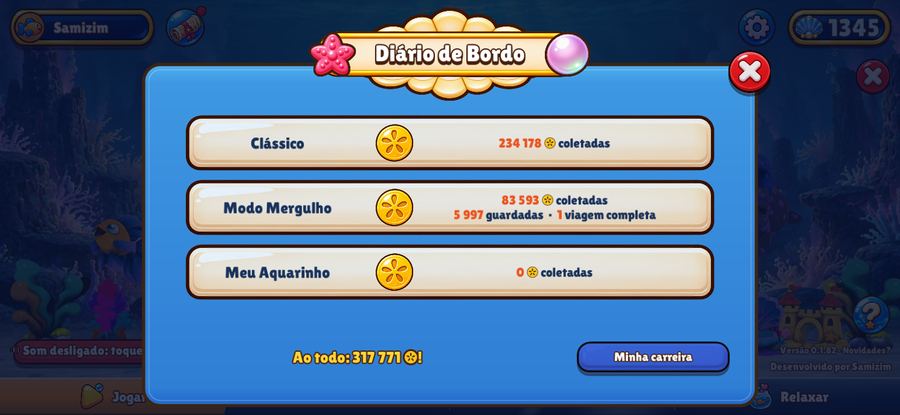 Samizim
1345
Diário de Bordo
Clássico
234 178 coletadas
Modo Mergulho
83 593 coletadas
5 997 guardadas • 1 viagem completa
Meu Aquarinho
0 coletadas
Ao todo: 317 771 !
Minha carreira
?
Som desligado: toque
Versão 0.1.82 Novidades?
Desenvolvido por Samizim
Jogar
Relaxar